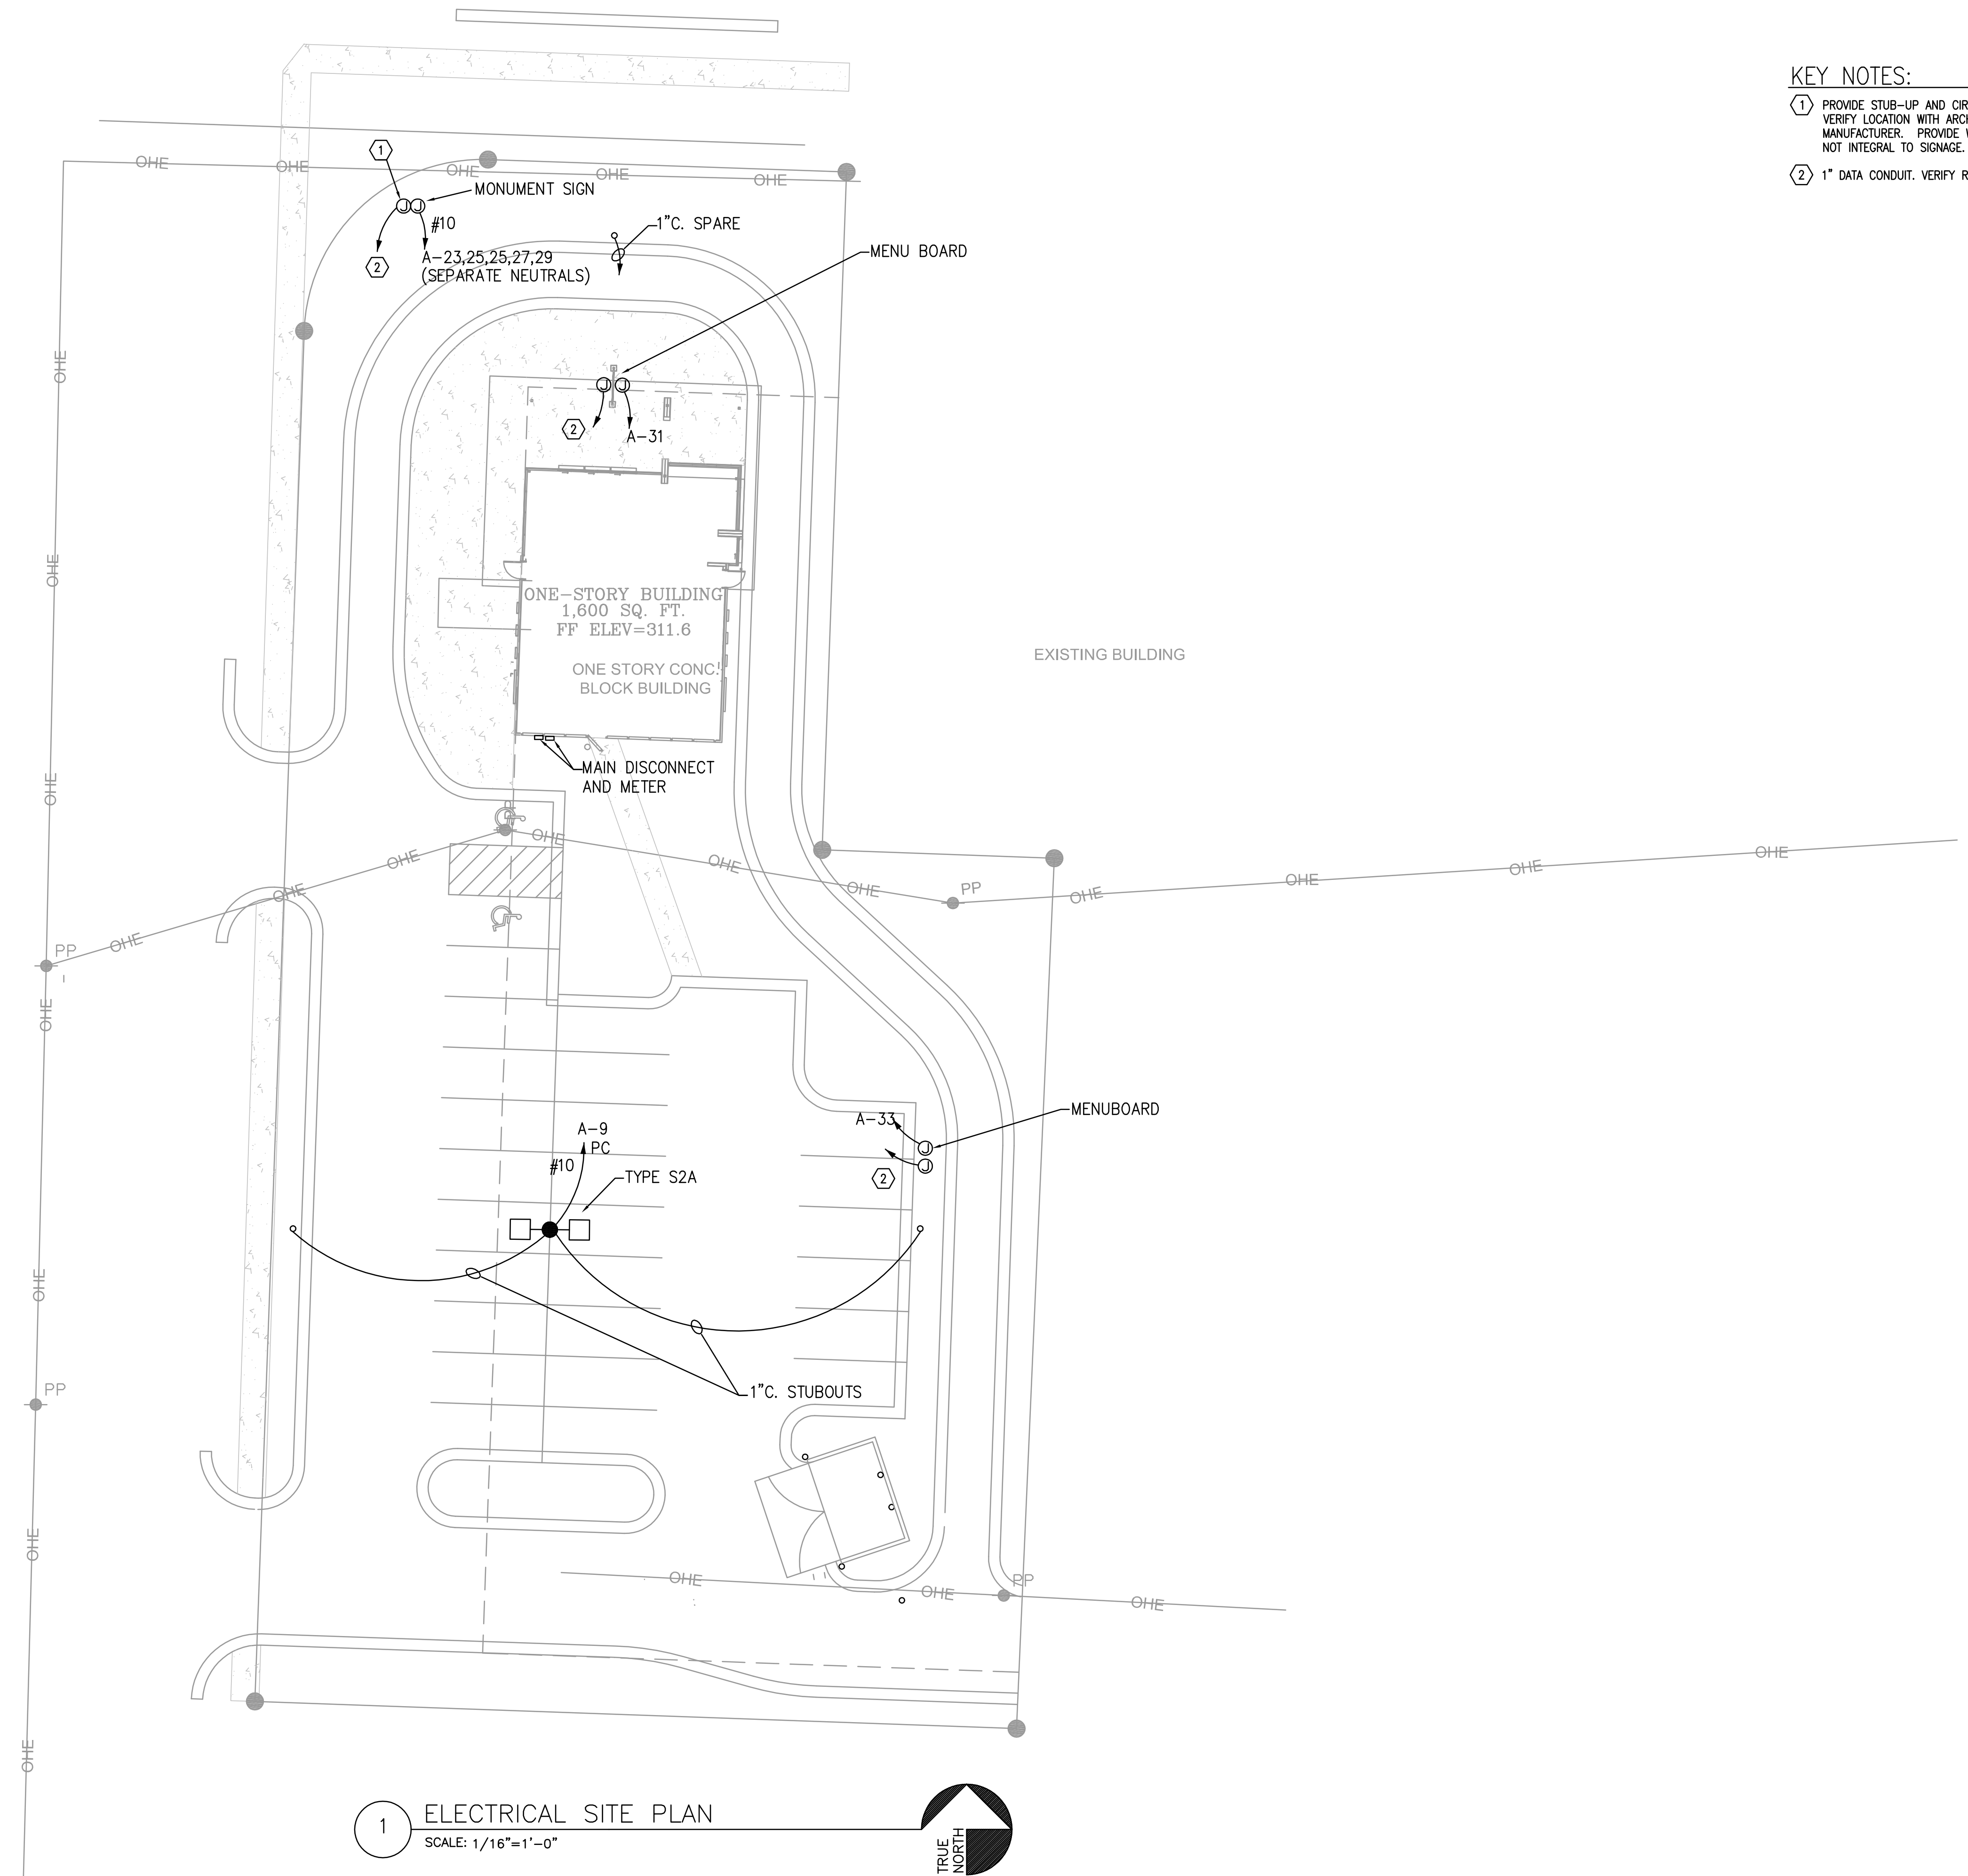 KEY NOTES:
1 PROVIDE STUB-UP AND
VERIFY LOCATION WITH
MANUFACTURER. PROVIDE
NOT INTEGRAL TO SIGNAGE.
2 1" DATA CONDUIT. VERIFY
OHE
OHE
OHE
OHE
OHE
1
MONUMENT SIGN
#10
2
A-23,25,25,27,29
(SEPARATE NEUTRALS)
1"C. SPARE
MENU BOARD
OHE
2
A-31
OHE
ONE-STORY BUILDING
1,600 SQ. FT.
FF ELEV=311.6
ONE STORY CONC.
BLOCK BUILDING
EXISTING BUILDING
MAIN DISCONNECT
AND METER
OHE
OHE
OHE
OHE
OHE
OHE
OHE
PP
OHE
OHE
OHE
OHE
PP
OHE
OHE
MENUBOARD
A-33
2
A-9
PC
#10
TYPE S2A
OHE
1"C. STUBOUTS
PP
OHE
OHE
OHE
PP
OHE
OHE
1
ELECTRICAL SITE PLAN
SCALE: 1/16"=1'-0"
TRUE
NORTH
J
J
J
J
J
J